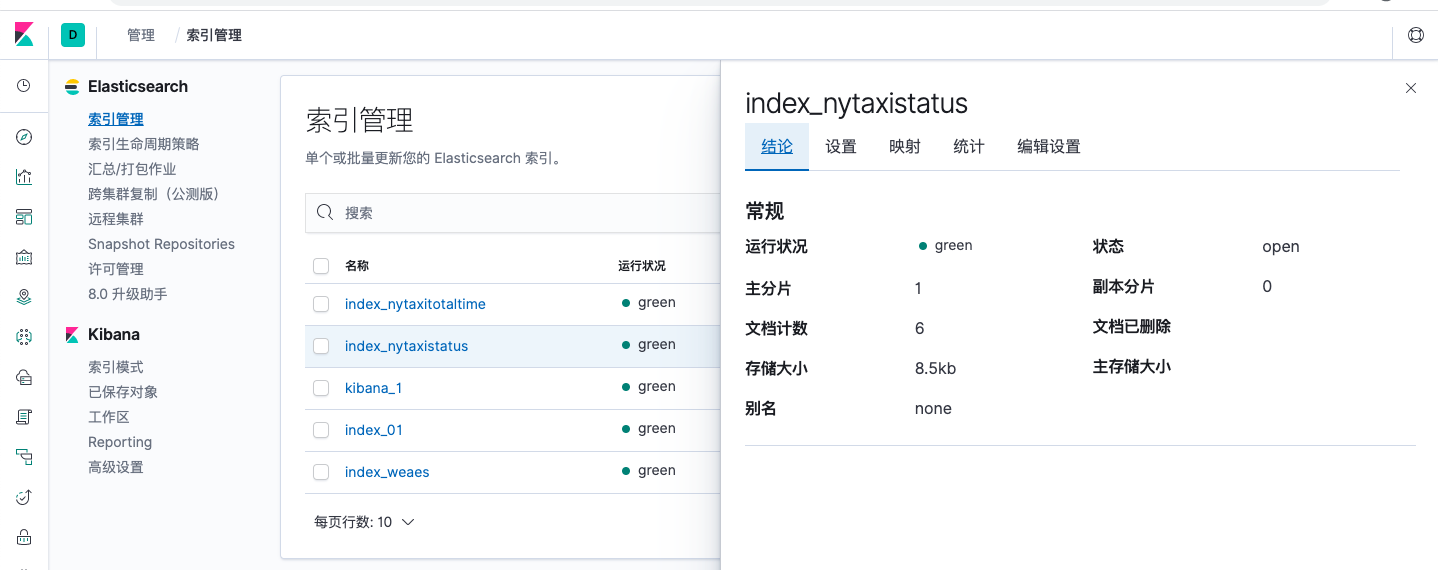 D 管理 / 索引管理
Elasticsearch
索引管理
索引生命周期策略
汇总/打包作业
跨集群复制（公测版）
远程集群
Snapshot Repositories
许可管理
8.0 升级助手
Kibana
索引模式
已保存对象
工作区
Reporting
高级设置
索引管理
单个或批量更新您的 Elasticsearch 索引。
搜索
名称 运行状况
index_nytaxitotaltime green
index_nytaxistatus green
kibana_1 green
index_01 green
index_weaes green
每页行数: 10
index_nytaxistatus
结论 设置 映射 统计 编辑设置
常规
运行状况 green 状态 open
主分片 1 副本分片 0
文档计数 6 文档已删除
存储大小 8.5kb 主存储大小
别名 none